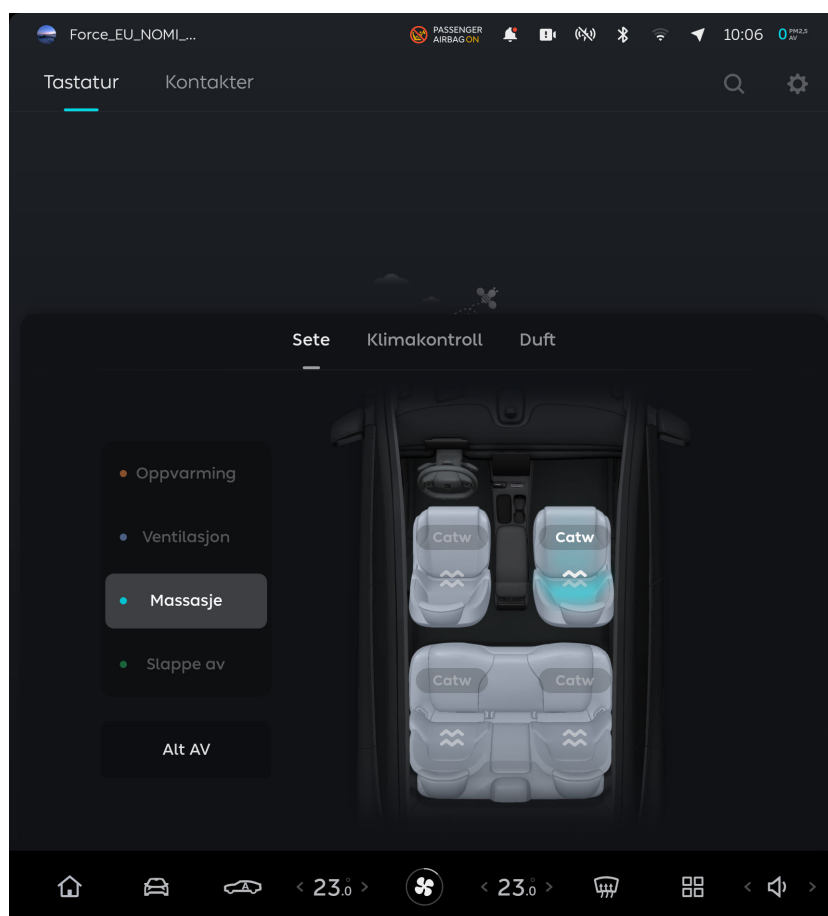 Force_EU_NOMI_...
PASSENGER
AIRBAG ON
10:06
0 PM2,5
AV
Tastatur
Kontakter
Sete
Klimakontroll
Duft
Oppvarming
Ventilasjon
Massasje
Slappe av
Alt AV
Catw
Catw
Catw
Catw
A
< 23.0° >
< 23.0° >
< >